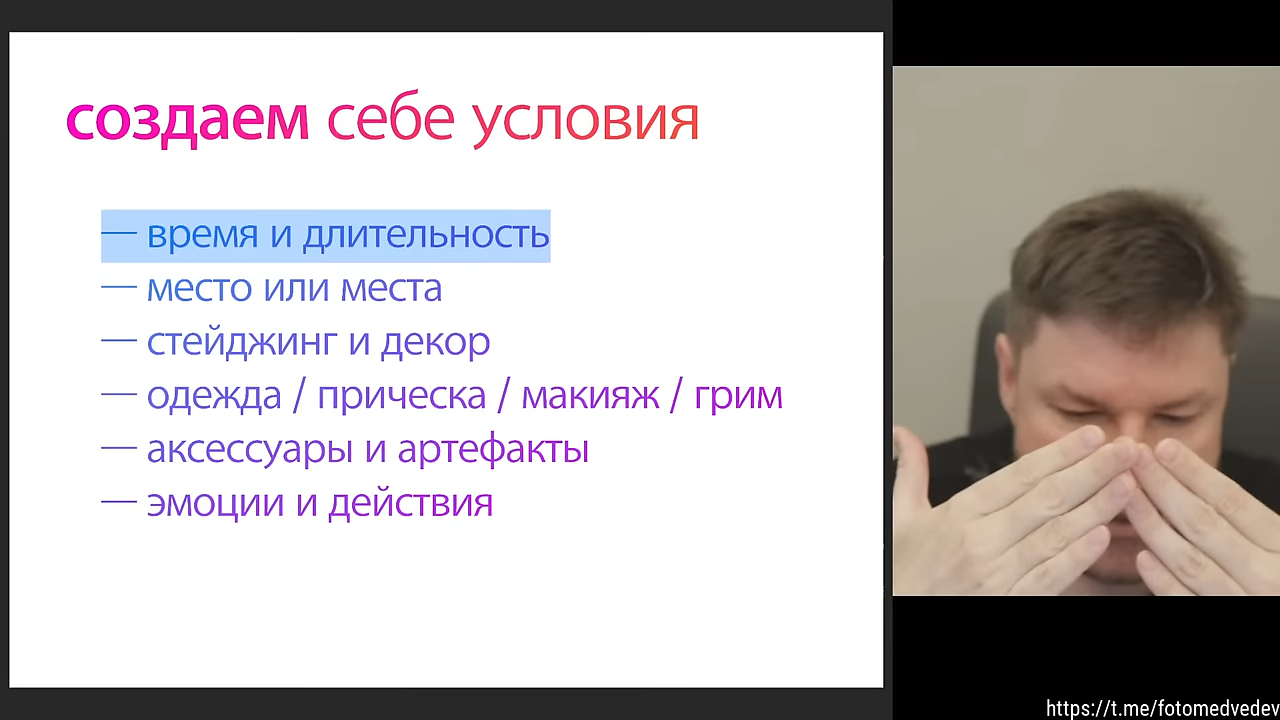 создаем себе условия
— время и длительность
— место или места
— стейджинг и декор
— одежда / прическа / макияж / грим
— аксессуары и артефакты
— эмоции и действия
https://t.me/fotomedvedev